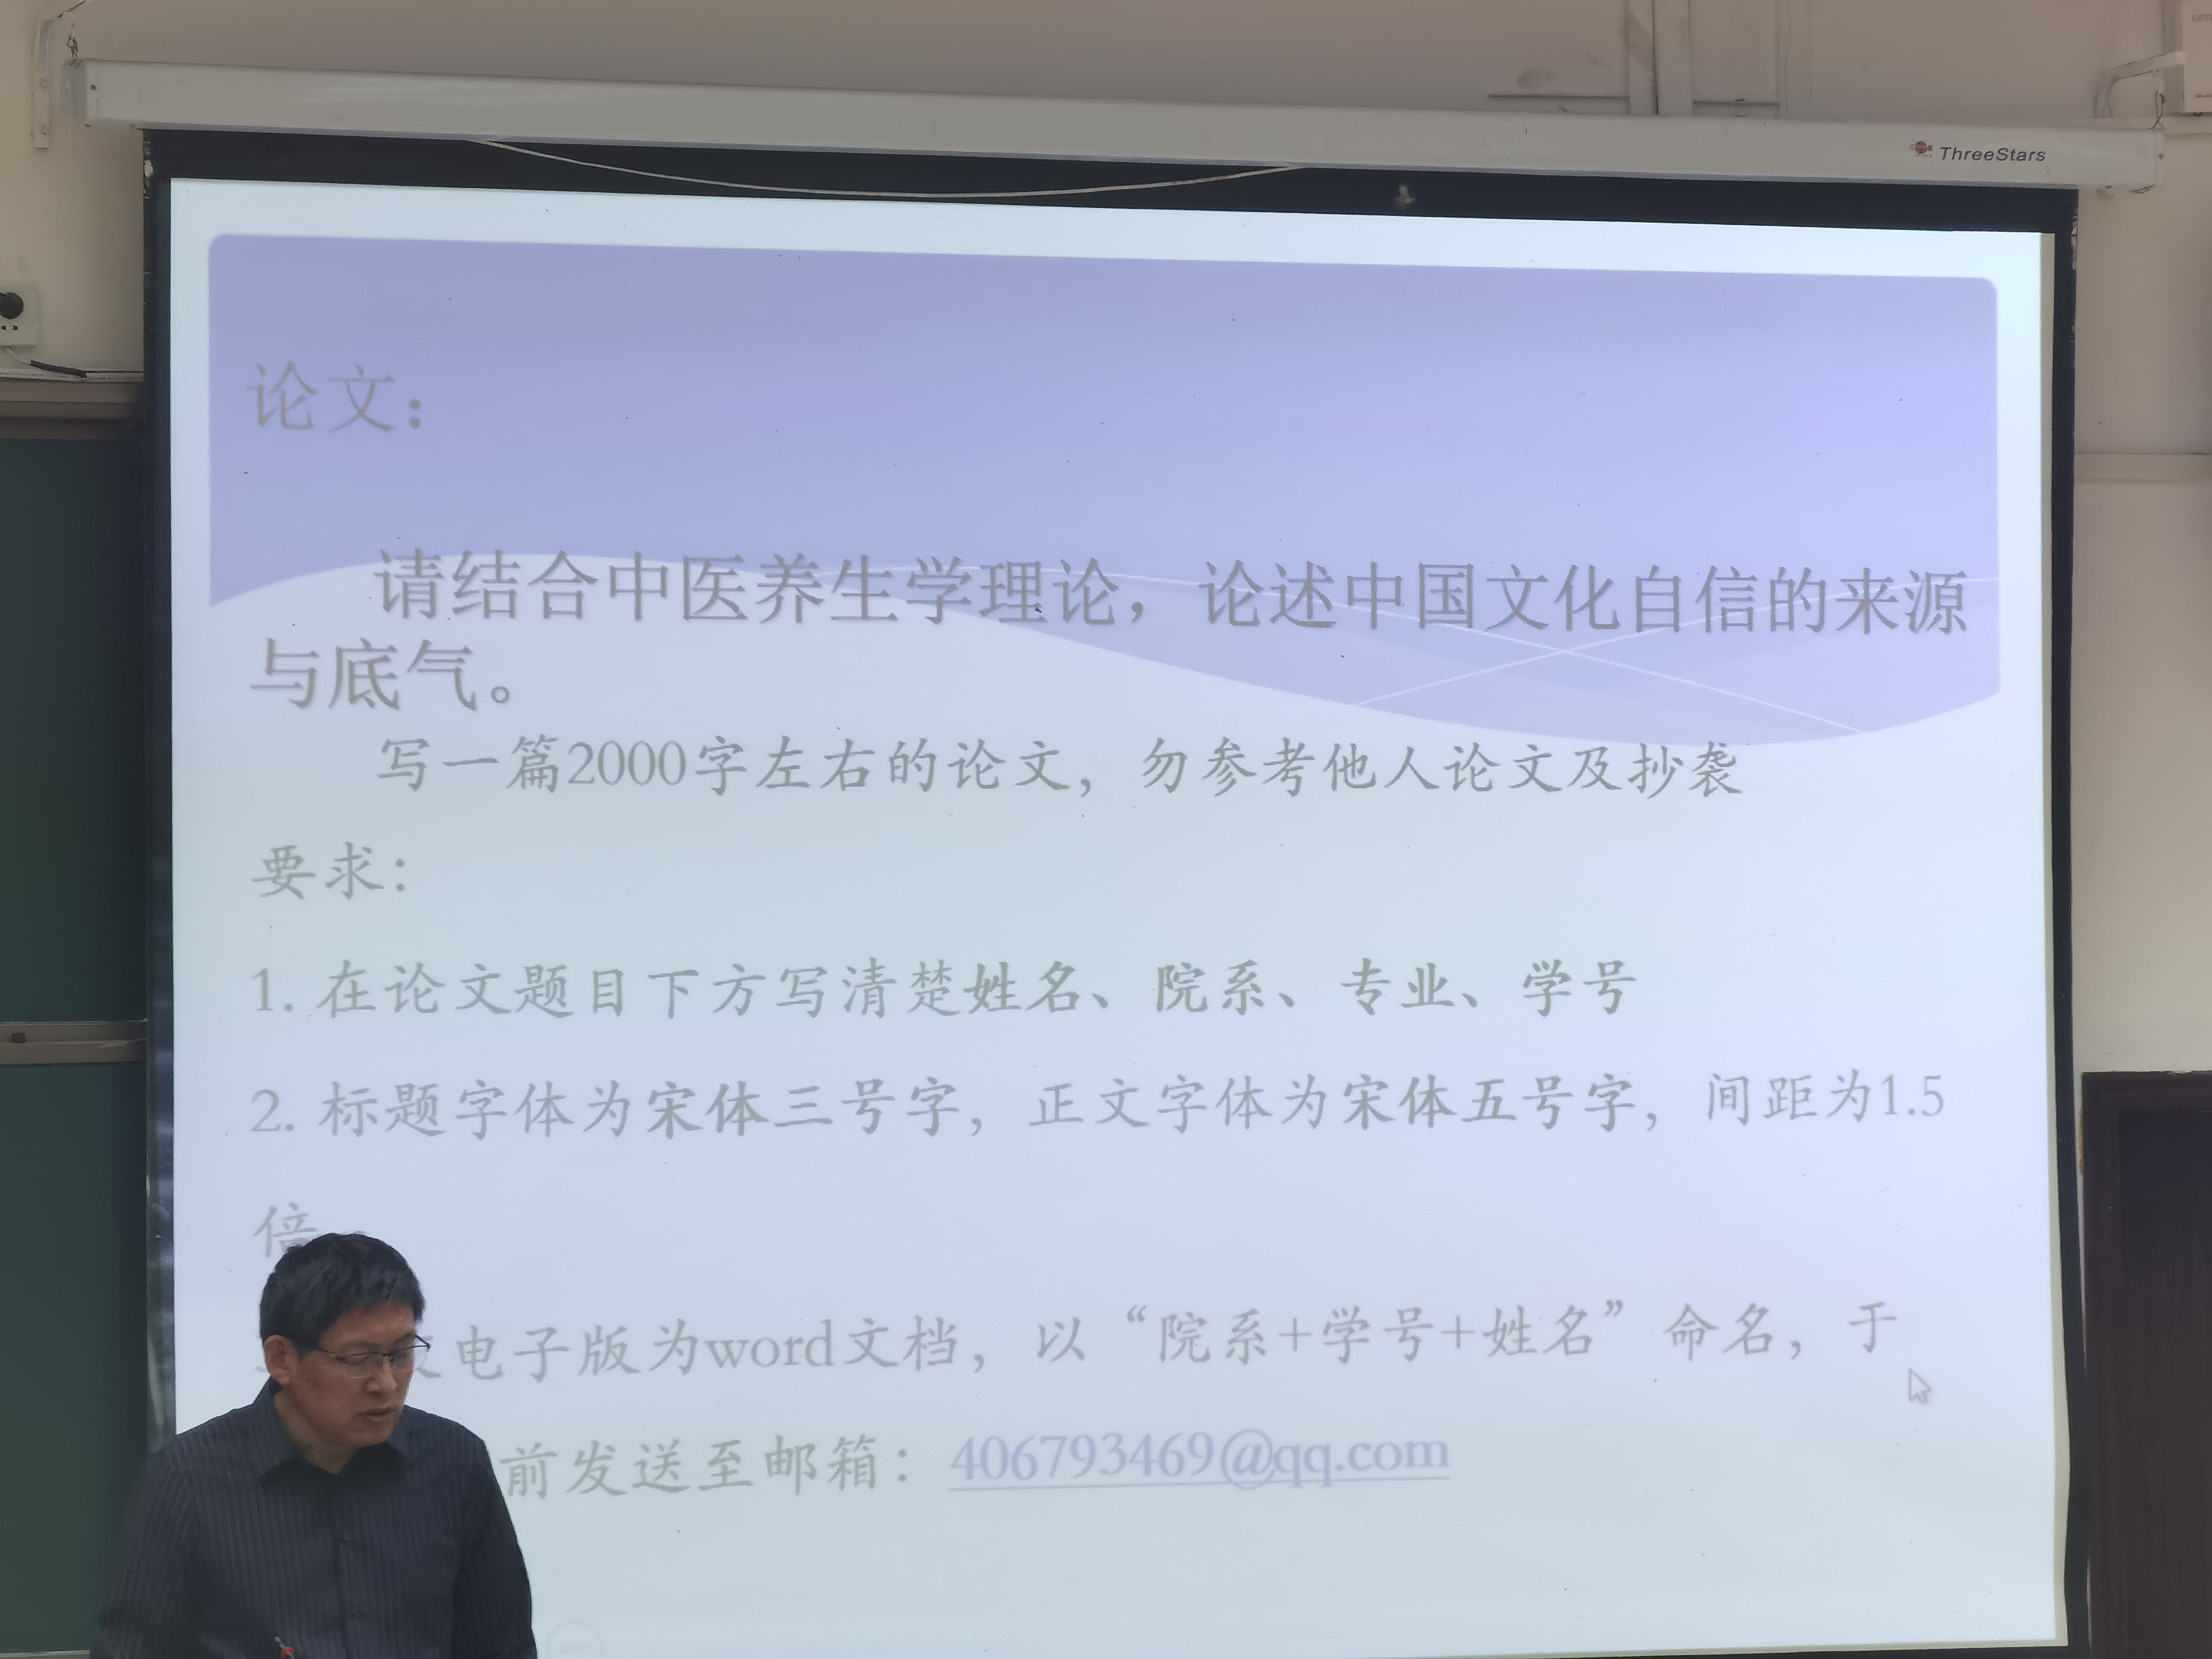 ThreeStars
论文：
请结合中医养生学理论，论述中国文化自信的来源
与底气。
写一篇2000字左右的论文，勿参考他人论文及抄袭
要求：
1. 在论文题目下方写清楚姓名、院系、专业、学号
2. 标题字体为宋体三号字，正文字体为宋体五号字，间距为1.5
倍
电子版为word文档，以“院系+学号+姓名”命名，于
前发送至邮箱：406793469@qq.com